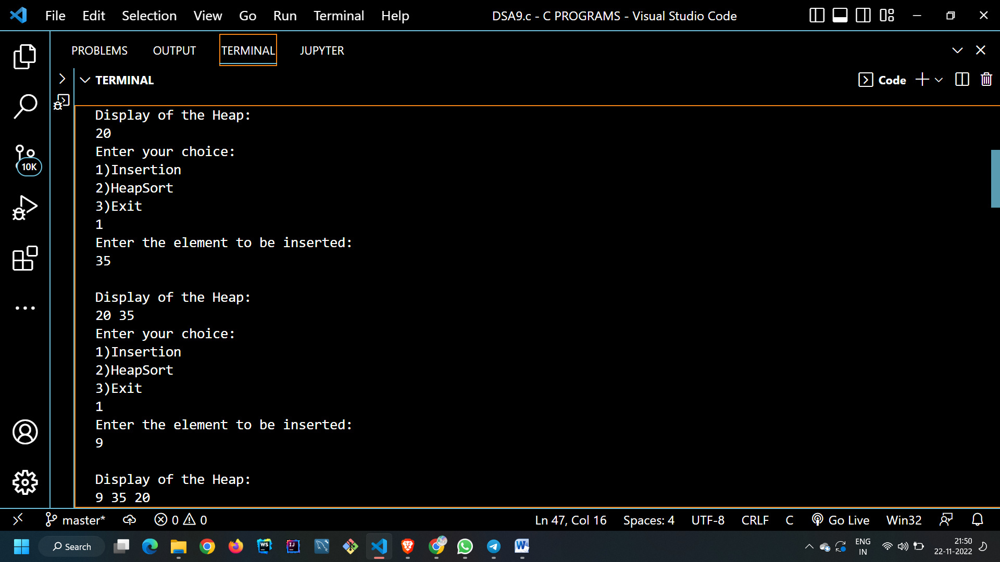 File Edit Selection View Go Run Terminal Help DSA9.c - C PROGRAMS - Visual Studio Code
PROBLEMS OUTPUT TERMINAL JUPYTER
TERMINAL Code
10K
Display of the Heap:
20
Enter your choice:
1)Insertion
2)HeapSort
3)Exit
1
Enter the element to be inserted:
35
Display of the Heap:
20 35
Enter your choice:
1)Insertion
2)HeapSort
3)Exit
1
Enter the element to be inserted:
9
Display of the Heap:
9 35 20
master* 0 0 Ln 47, Col 16 Spaces: 4 UTF-8 CRLF C Go Live Win32
Search WS IJ W ENG 21:50
IN 22-11-2022